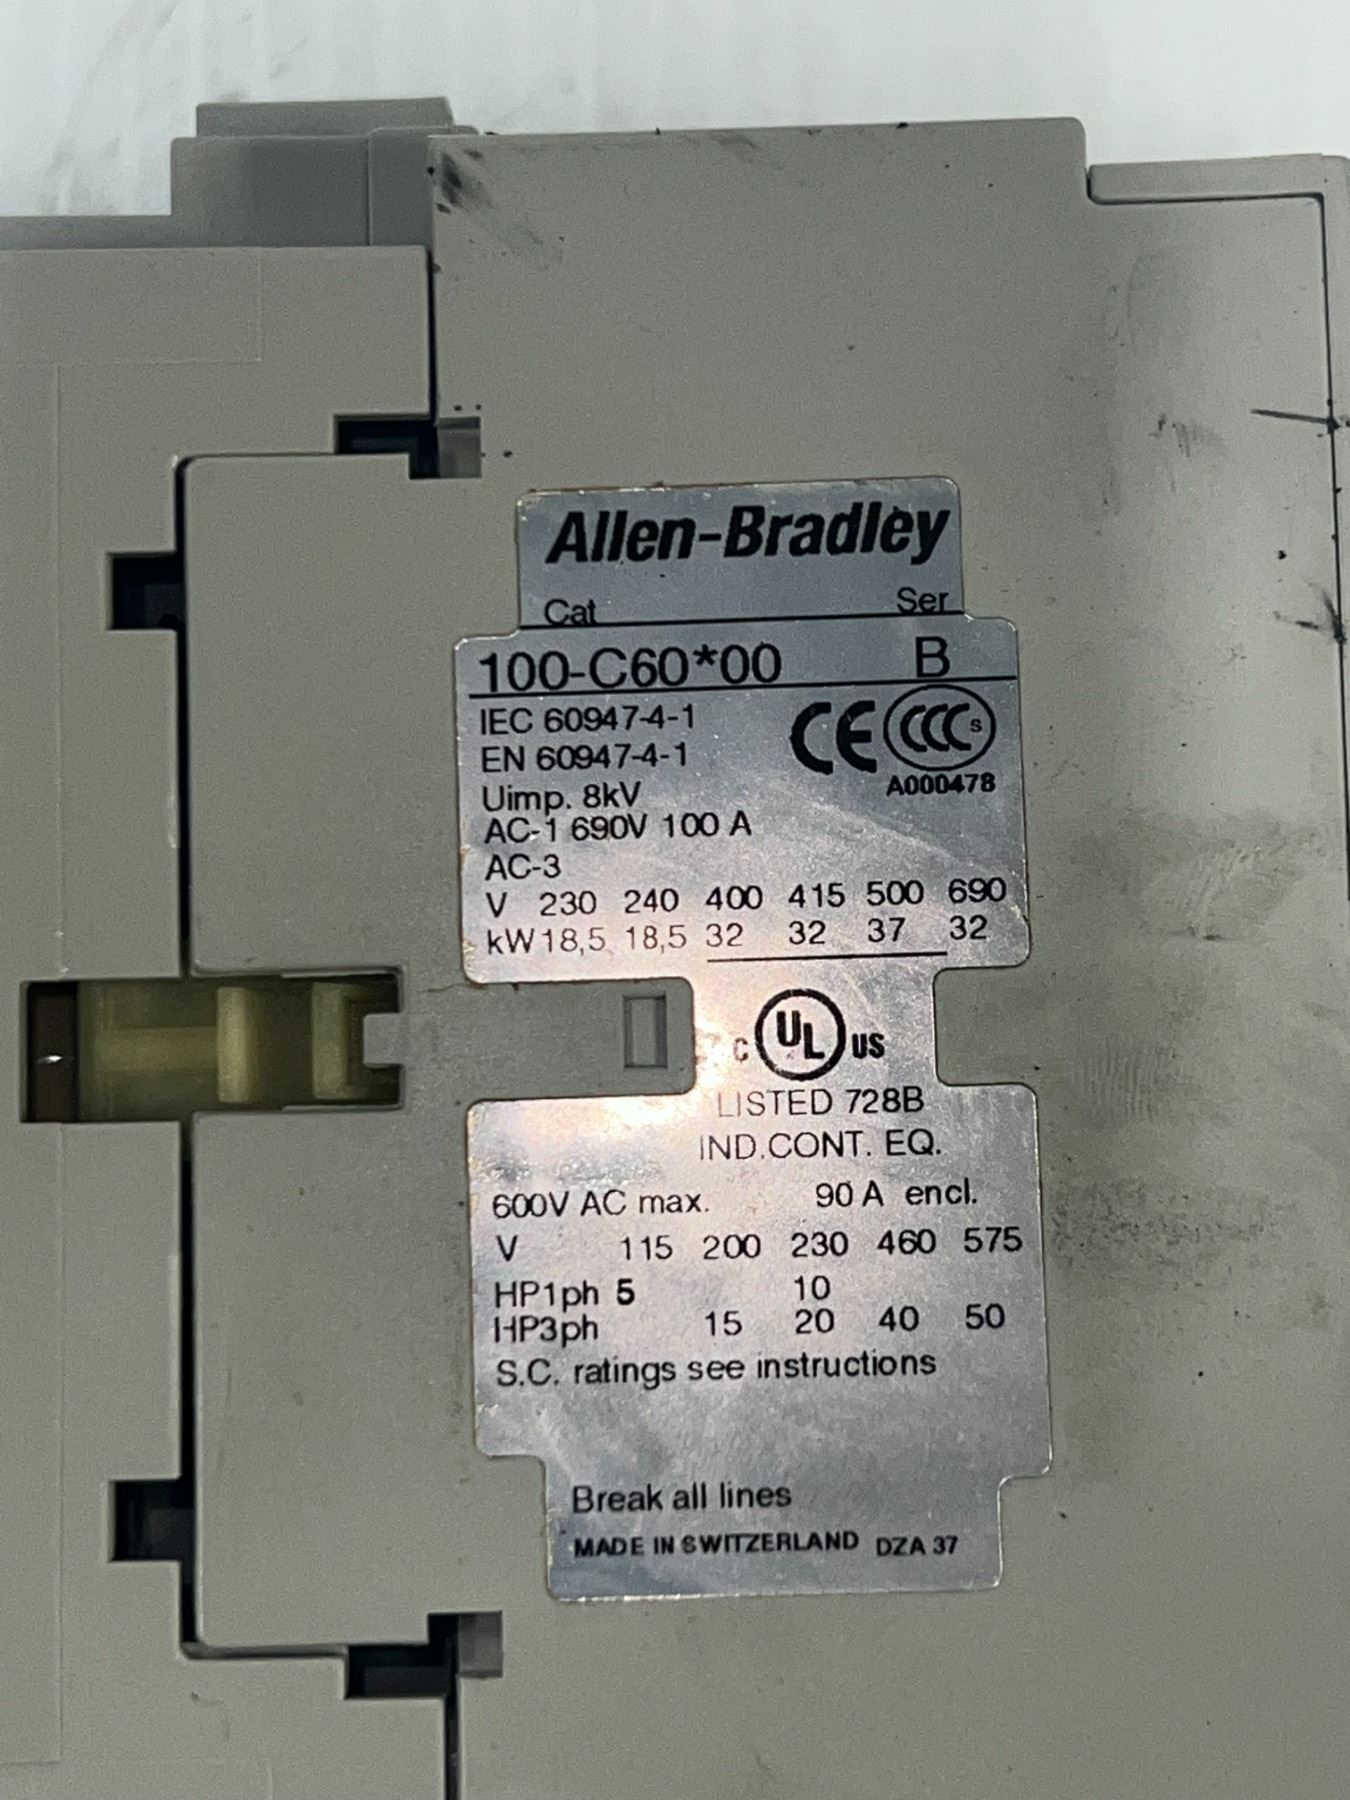 Allen-Bradley
Cat Ser
100-C60*00 B
IEC 60947-4-1
EN 60947-4-1
CE CCC S
A000478
Uimp. 8kV
AC-1 690V 100 A
AC-3
V 230 240 400 415 500 690
kW 18,5 18,5 32 32 37 32
C UL US
LISTED 728B
IND.CONT. EQ.
600V AC max. 90 A encl.
V 115 200 230 460 575
HP1ph 5 10
HP3ph 15 20 40 50
S.C. ratings see instructions
Break all lines
MADE IN SWITZERLAND DZA 37